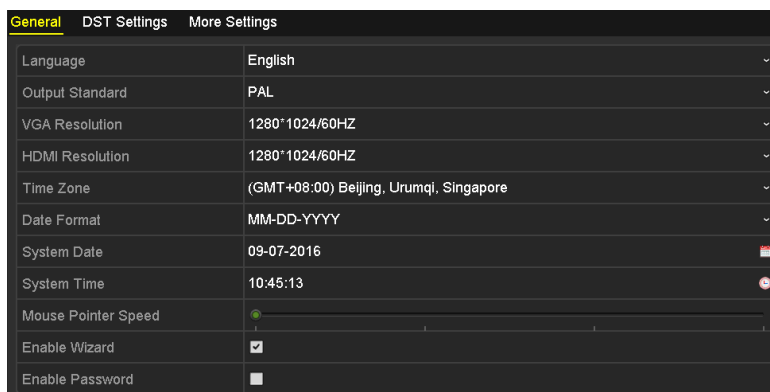 General DST Settings More Settings
Language English
Output Standard PAL
VGA Resolution 1280*1024/60HZ
HDMI Resolution 1280*1024/60HZ
Time Zone (GMT+08:00) Beijing, Urumqi, Singapore
Date Format MM-DD-YYYY
System Date 09-07-2016
System Time 10:45:13
Mouse Pointer Speed
Enable Wizard
Enable Password